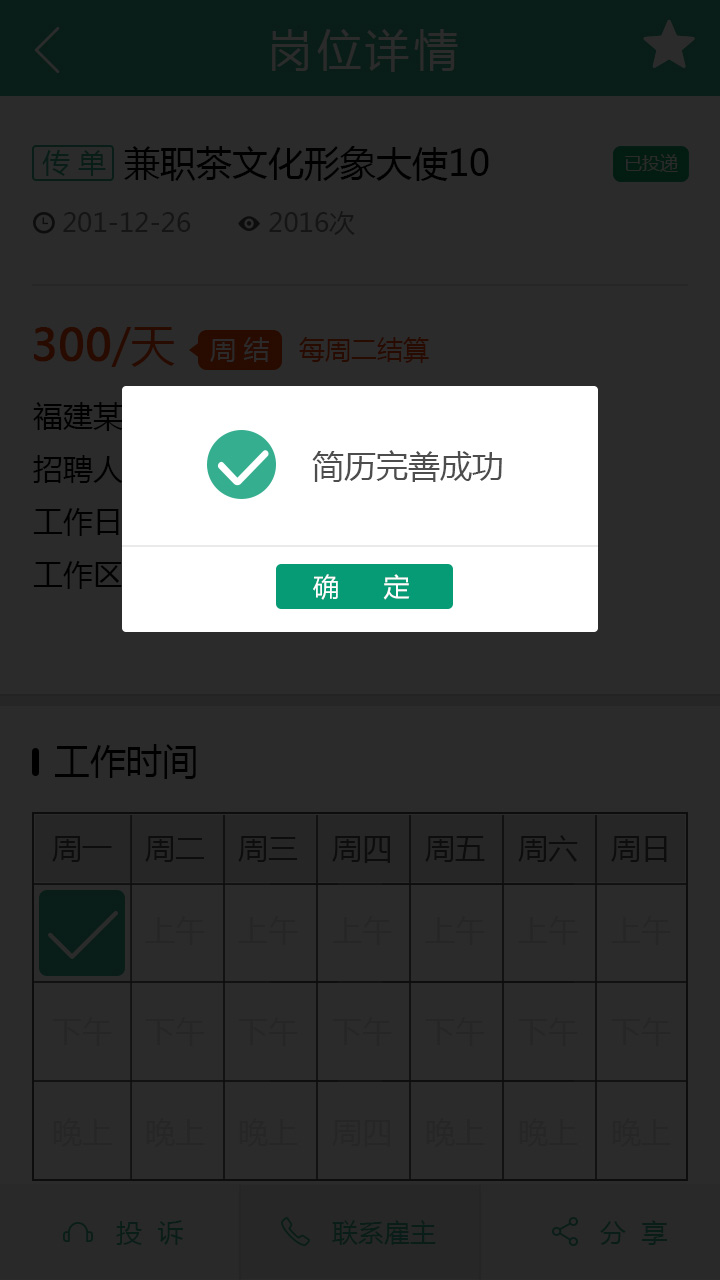 岗位详情
传单 兼职茶文化形象大使10 已投递
201-12-26 2016次
300/天 周结 每周二结算
福建某
招聘人
工作日
工作区
简历完善成功
确 定
工作时间
周一 周二 周三 周四 周五 周六 周日
上午 上午 上午 上午 上午 上午
下午 下午 下午 下午 下午 下午 下午
晚上 晚上 晚上 周四 晚上 晚上 晚上
投诉 联系雇主 分享